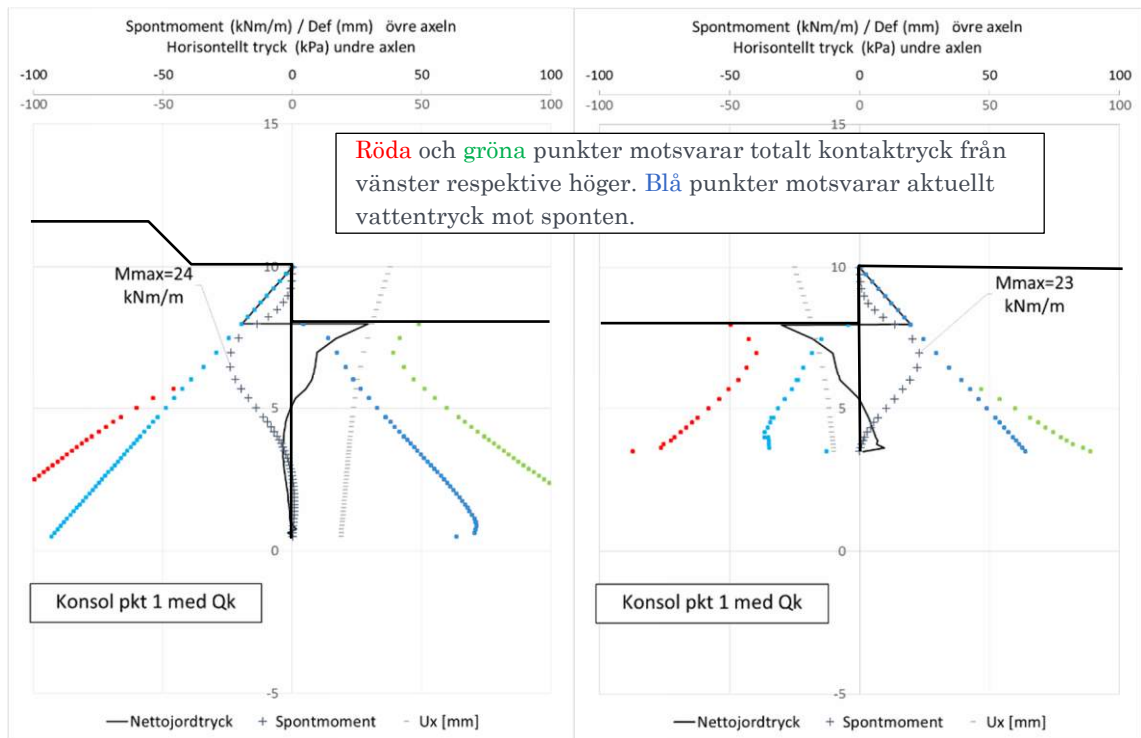 Spontmoment (kNm/m) / Def (mm) övre axeln
Horisontellt tryck (kPa) undre axlen
-100 -50 0 50 100
-100 -50 0 50 100
15
10
5
0
-5
Mmax=24
kNm/m
Konsol pkt 1 med Qk
Nettojordtryck Spontmoment Ux [mm]
Röda och gröna punkter motsvarar totalt kontaktryck från
vänster respektive höger. Blå punkter motsvarar aktuellt
vattentryck mot sponten.
Spontmoment (kNm/m) / Def (mm) övre axeln
Horisontellt tryck (kPa) undre axlen
-100 -50 0 50 100
-100 -50 0 50 100
15
10
5
0
-5
Mmax=23
kNm/m
Konsol pkt 1 med Qk
Nettojordtryck Spontmoment Ux [mm]